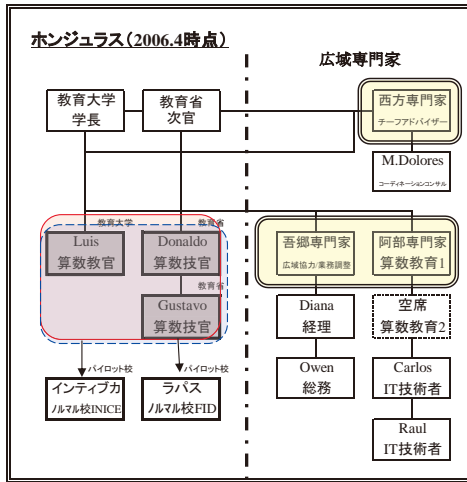 ホンジュラス(2006.4時点)
広域専門家
教育大学
学長
教育省
次官
西方専門家
チーフアドバイザー
M.Dolores
コーディネーションコンサル
教育大学
教育省
Luis
算数教官
Donaldo
算数技官
教育省
Gustavo
算数技官
吾郷専門家
広域協力/業務調整
阿部専門家
算数教育1
Diana
経理
空席
算数教育2
Owen
総務
Carlos
IT技術者
Raul
IT技術者
パイロット校
パイロット校
インティブカ
ノルマル校INICE
ラパス
ノルマル校FID